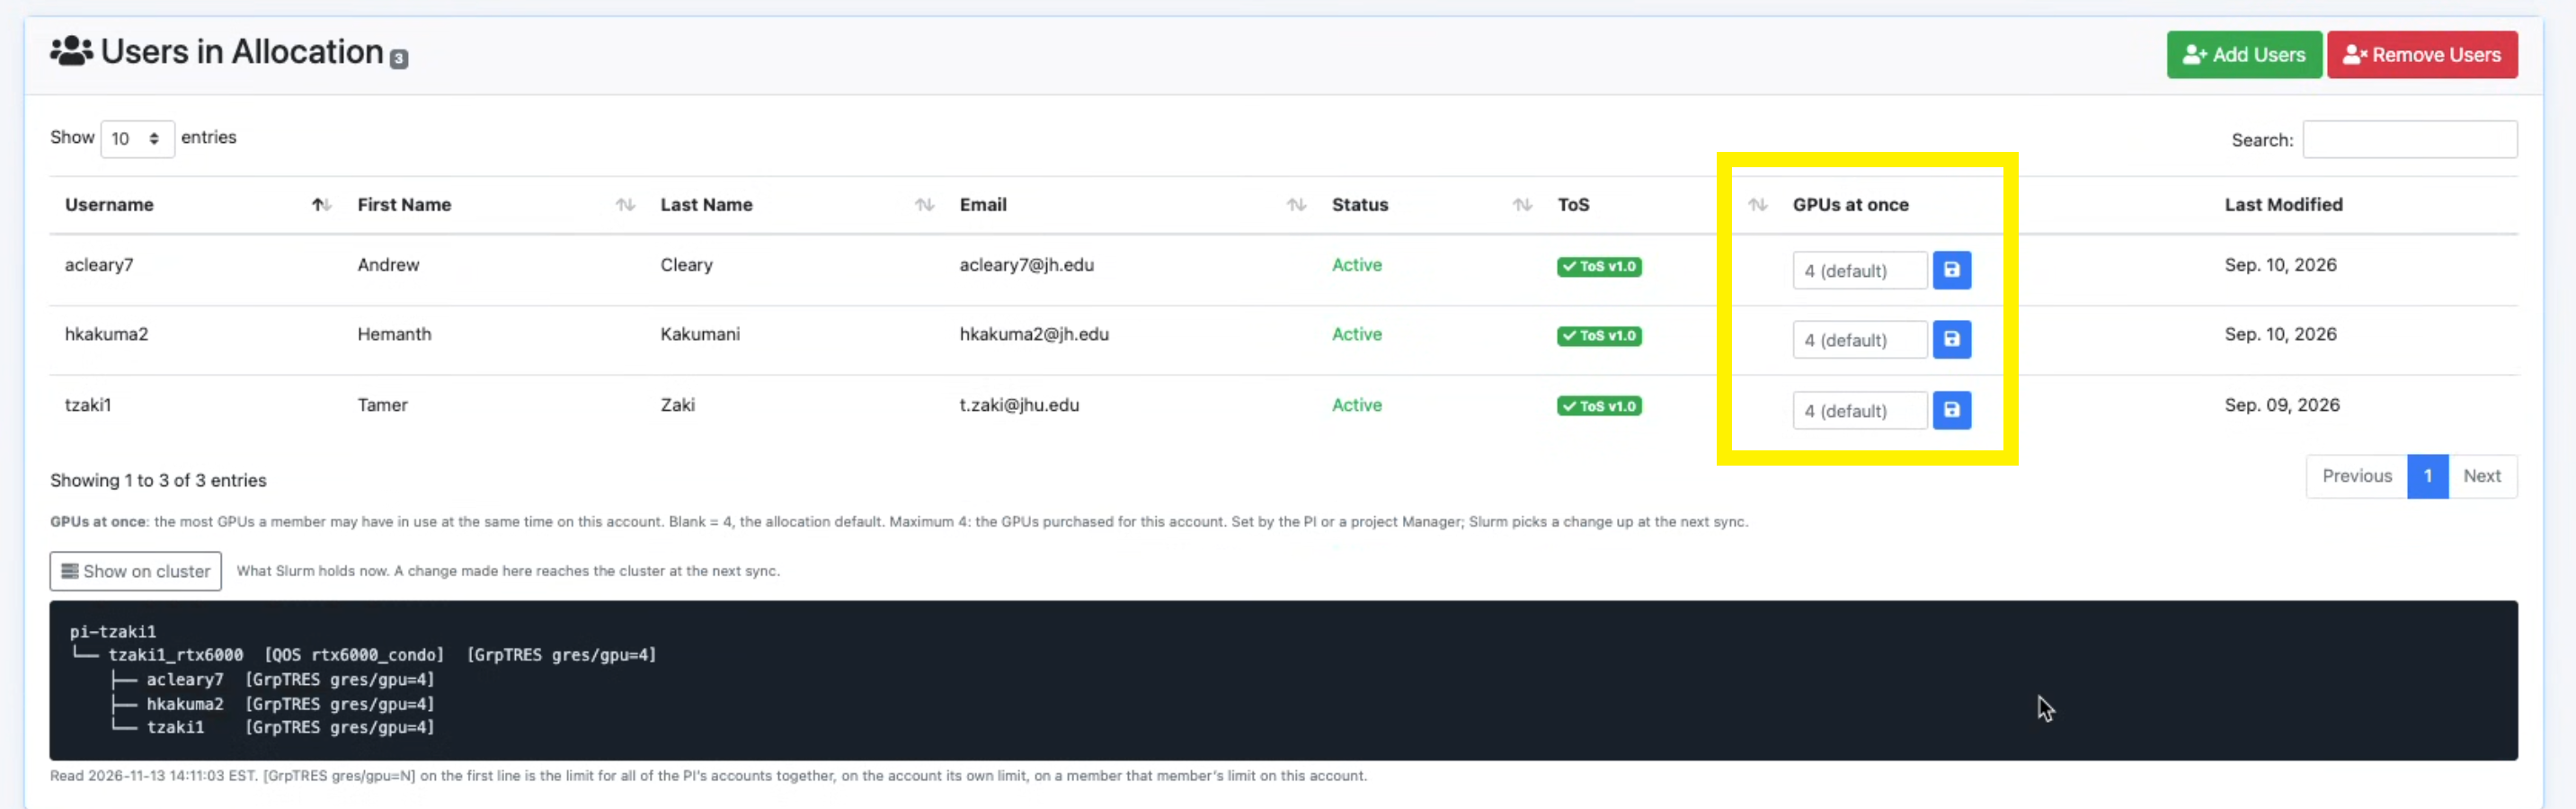 Users in Allocation 3
Add Users Remove Users
Show 10 entries
Search:
Username First Name Last Name Email Status ToS GPUs at once Last Modified
acleary7 Andrew Cleary acleary7@jh.edu Active ToS v1.0 4 (default) Sep. 10, 2026
hkakuma2 Hemanth Kakumani hkakuma2@jh.edu Active ToS v1.0 4 (default) Sep. 10, 2026
tzaki1 Tamer Zaki t.zaki@jhu.edu Active ToS v1.0 4 (default) Sep. 09, 2026
Showing 1 to 3 of 3 entries
Previous 1 Next
GPUs at once: the most GPUs a member may have in use at the same time on this account. Blank = 4, the allocation default. Maximum 4: the GPUs purchased for this account. Set by the PI or a project Manager; Slurm picks a change up at the next sync.
Show on cluster What Slurm holds now. A change made here reaches the cluster at the next sync.
pi-tzaki1
└── tzaki1_rtx6000 [QOS rtx6000_condo] [GrpTRES gres/gpu=4]
├── acleary7 [GrpTRES gres/gpu=4]
├── hkakuma2 [GrpTRES gres/gpu=4]
└── tzaki1 [GrpTRES gres/gpu=4]
Read 2026-11-13 14:11:03 EST. [GrpTRES gres/gpu=N] on the first line is the limit for all of the PI's accounts together, on the account its own limit, on a member that member's limit on this account.